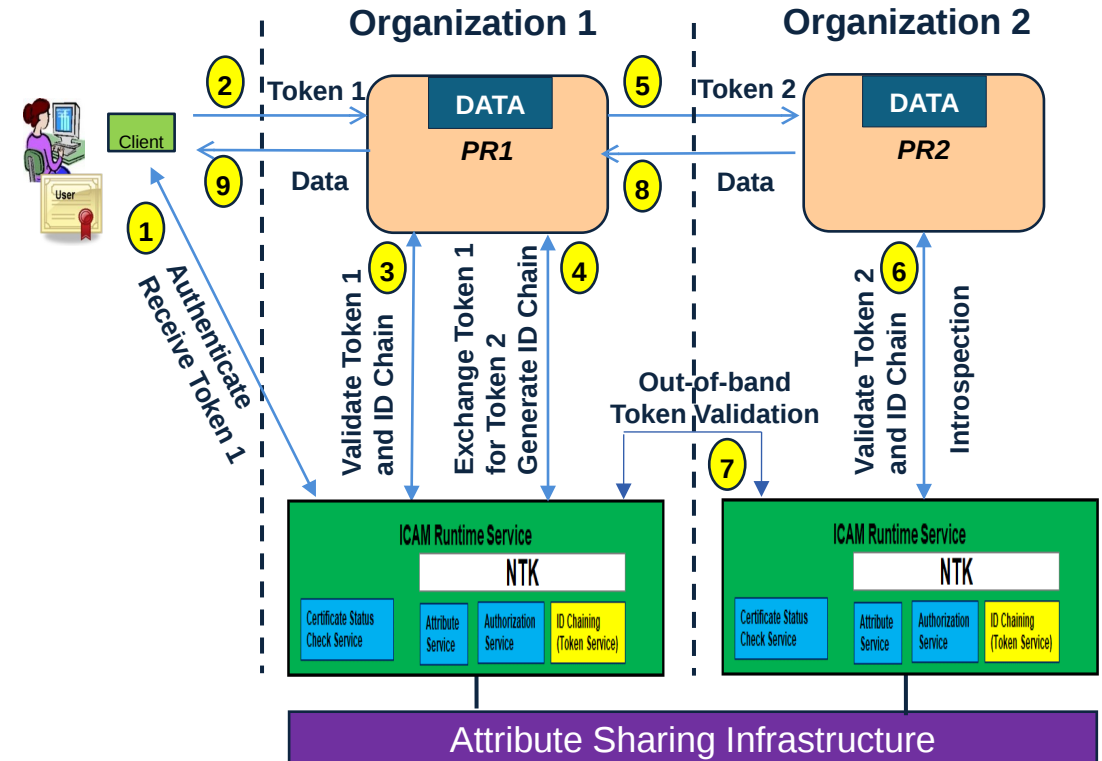 Organization 1
Organization 2
2
Token 1
DATA
PR1
5
Token 2
DATA
PR2
Client
User
9
Data
8
Data
1
Authenticate
Receive Token 1
3
Validate Token 1
and ID Chain
4
Exchange Token 1
for Token 2
Generate ID Chain
6
Validate Token 2
and ID Chain
Introspection
Out-of-band
Token Validation
7
ICAM Runtime Service
NTK
Certificate Status
Check Service
Attribute
Service
Authorization
Service
ID Chaining
(Token Service)
ICAM Runtime Service
NTK
Certificate Status
Check Service
Attribute
Service
Authorization
Service
ID Chaining
(Token Service)
Attribute Sharing Infrastructure